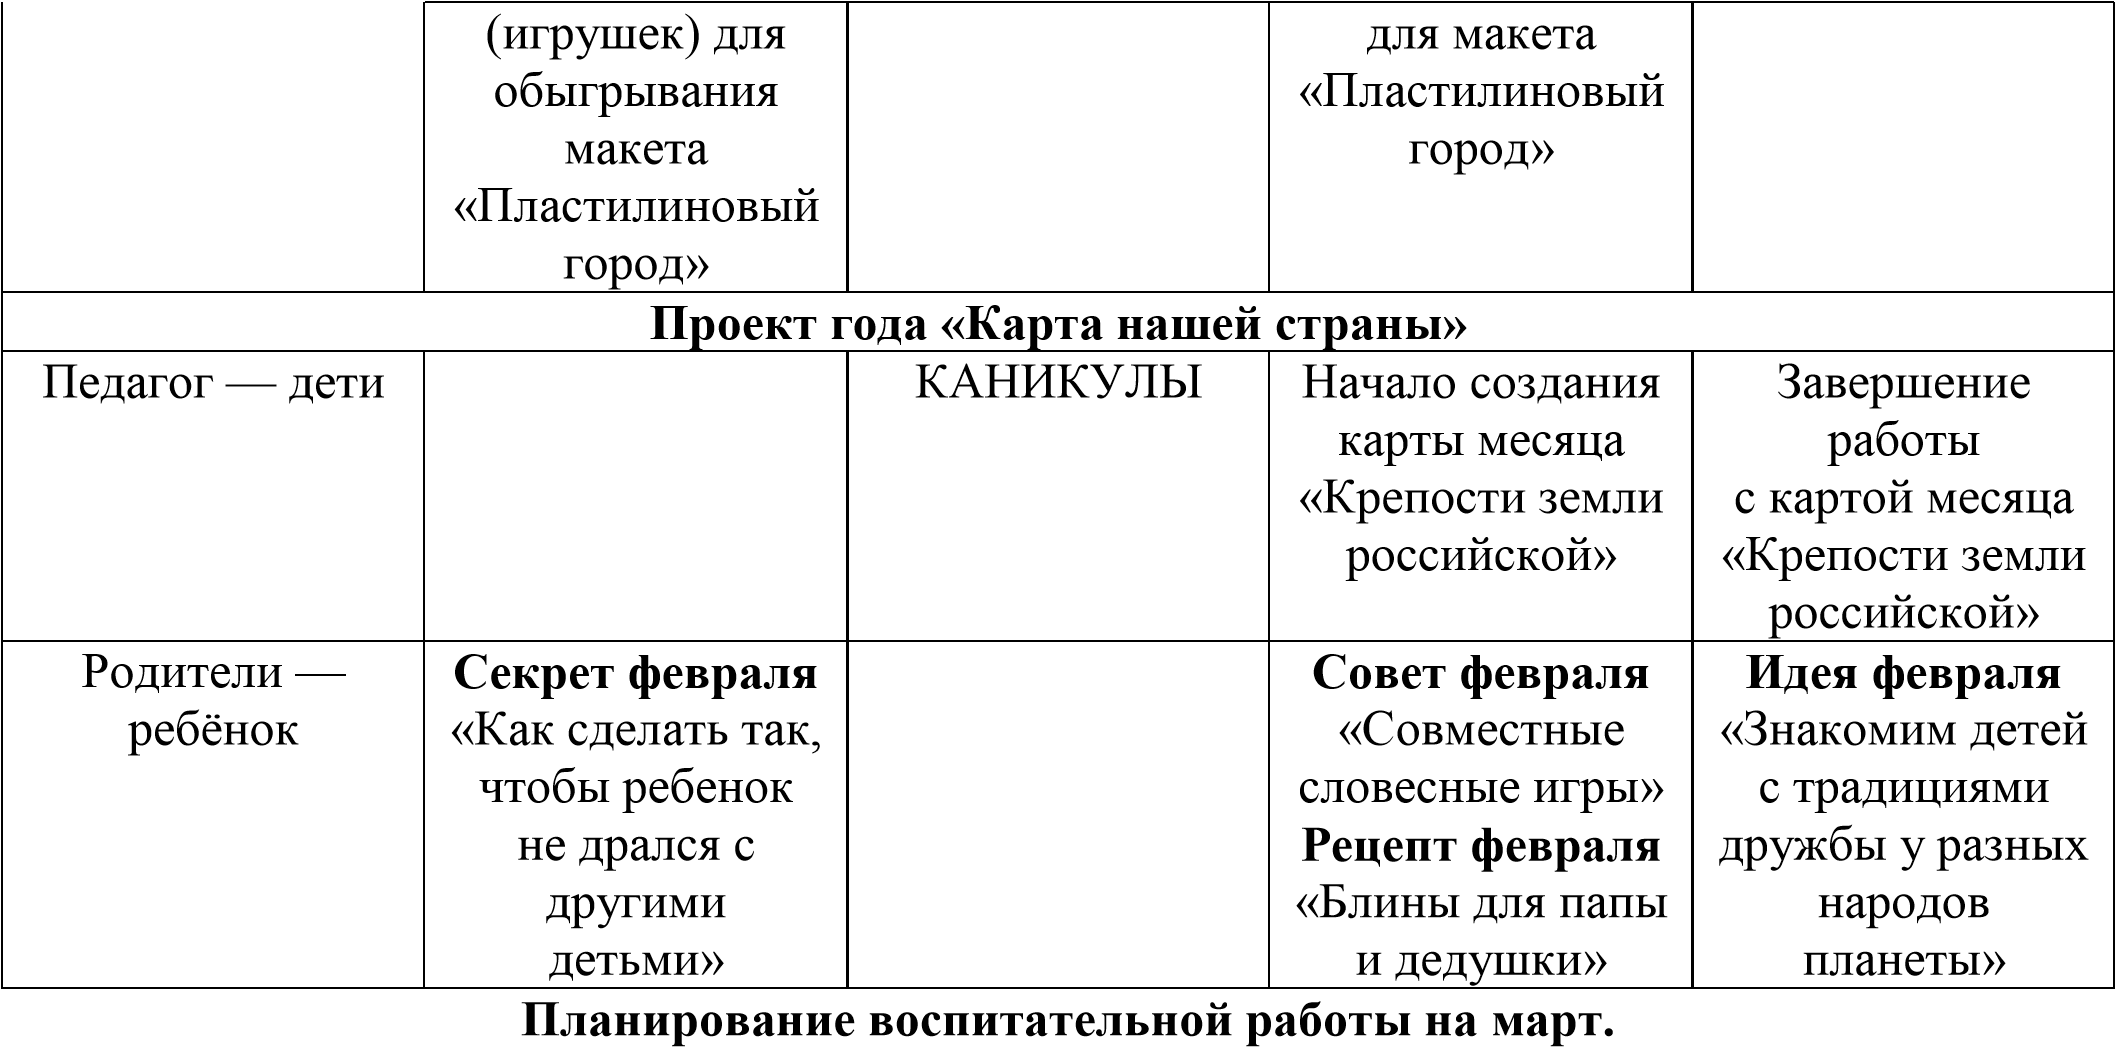 (игрушек) для
обыгрывания
макета
«Пластилиновый
город»
для макета
«Пластилиновый
город»
Проект года «Карта нашей страны»
Педагог — дети
КАНИКУЛЫ
Начало создания
карты месяца
«Крепости земли
российской»
Завершение
работы
с картой месяца
«Крепости земли
российской»
Родители —
ребёнок
Секрет февраля
«Как сделать так,
чтобы ребенок
не дрался с
другими
детьми»
Совет февраля
«Совместные
словесные игры»
Рецепт февраля
«Блины для папы
и дедушки»
Идея февраля
«Знакомим детей
с традициями
дружбы у разных
народов
планеты»
Планирование воспитательной работы на март.